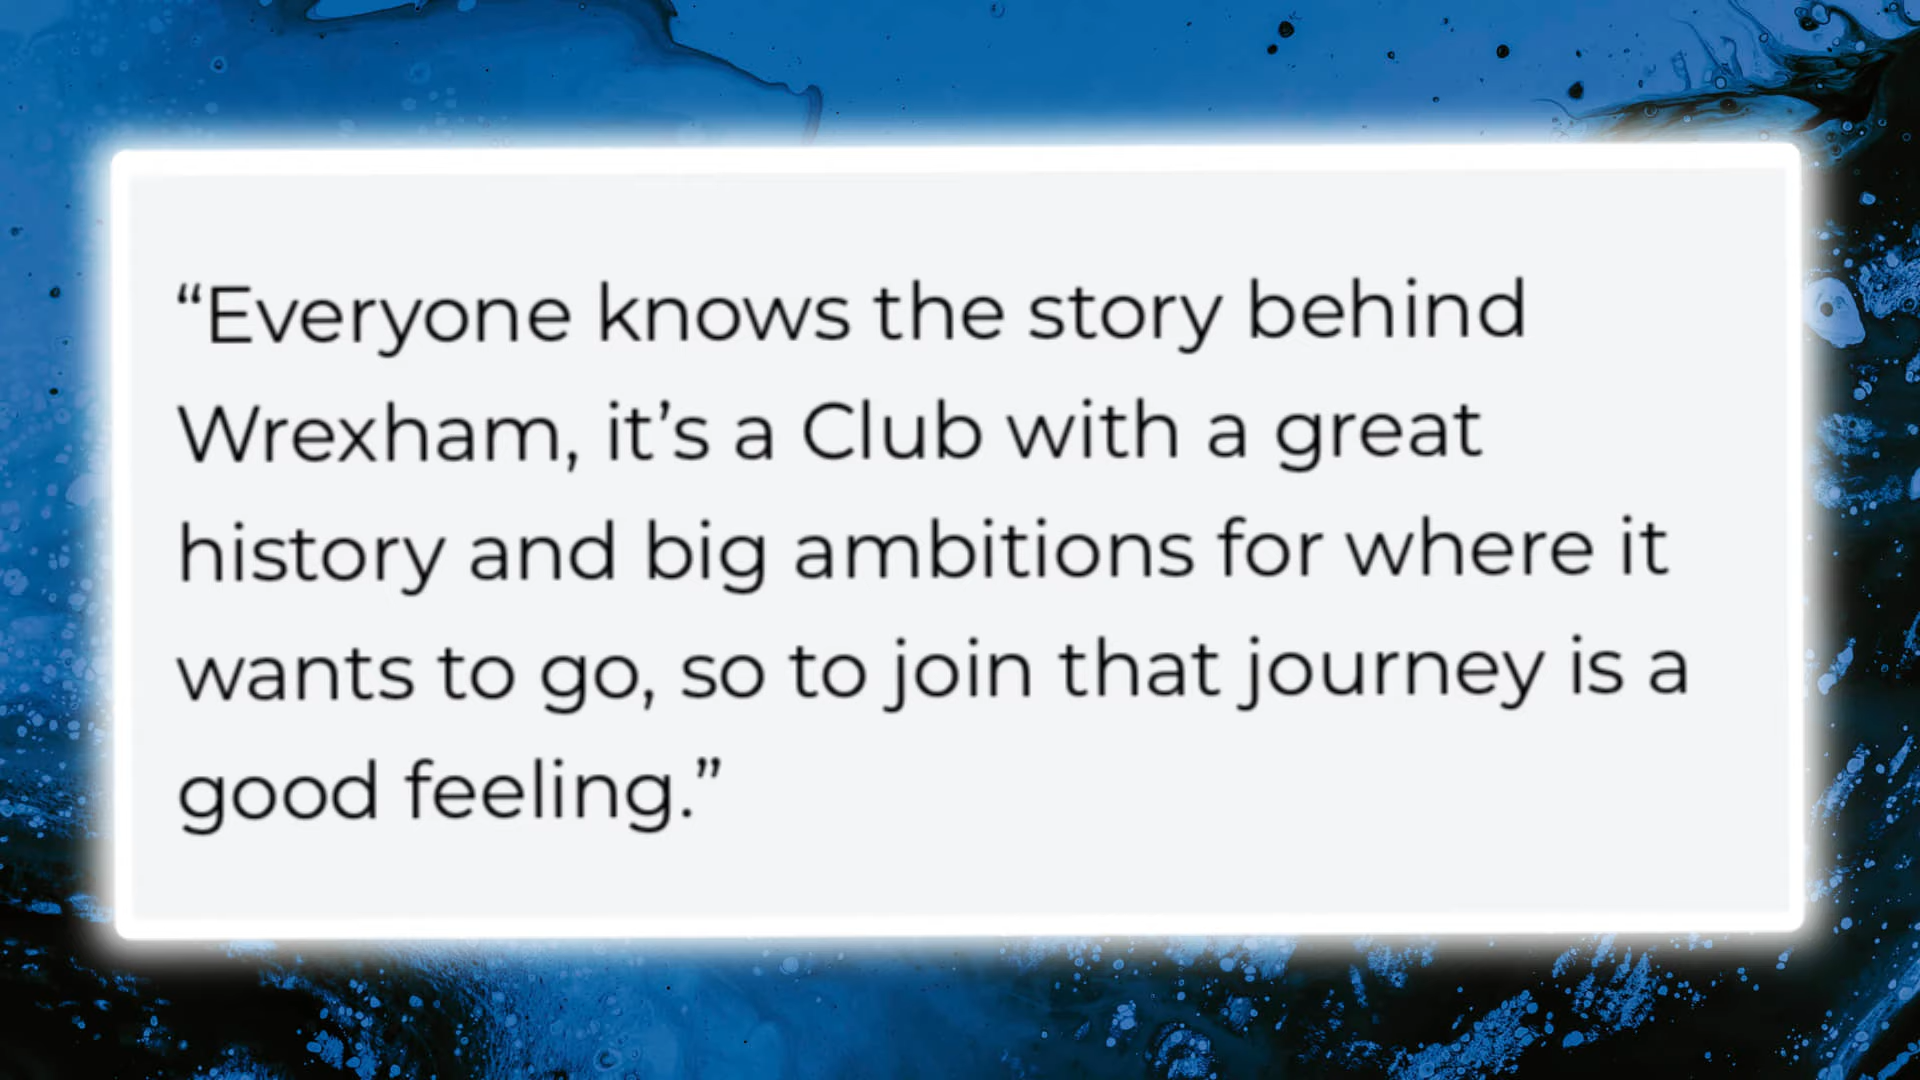 “Everyone knows the story behind
Wrexham, it’s a Club with a great
history and big ambitions for where it
wants to go, so to join that journey is a
good feeling.”